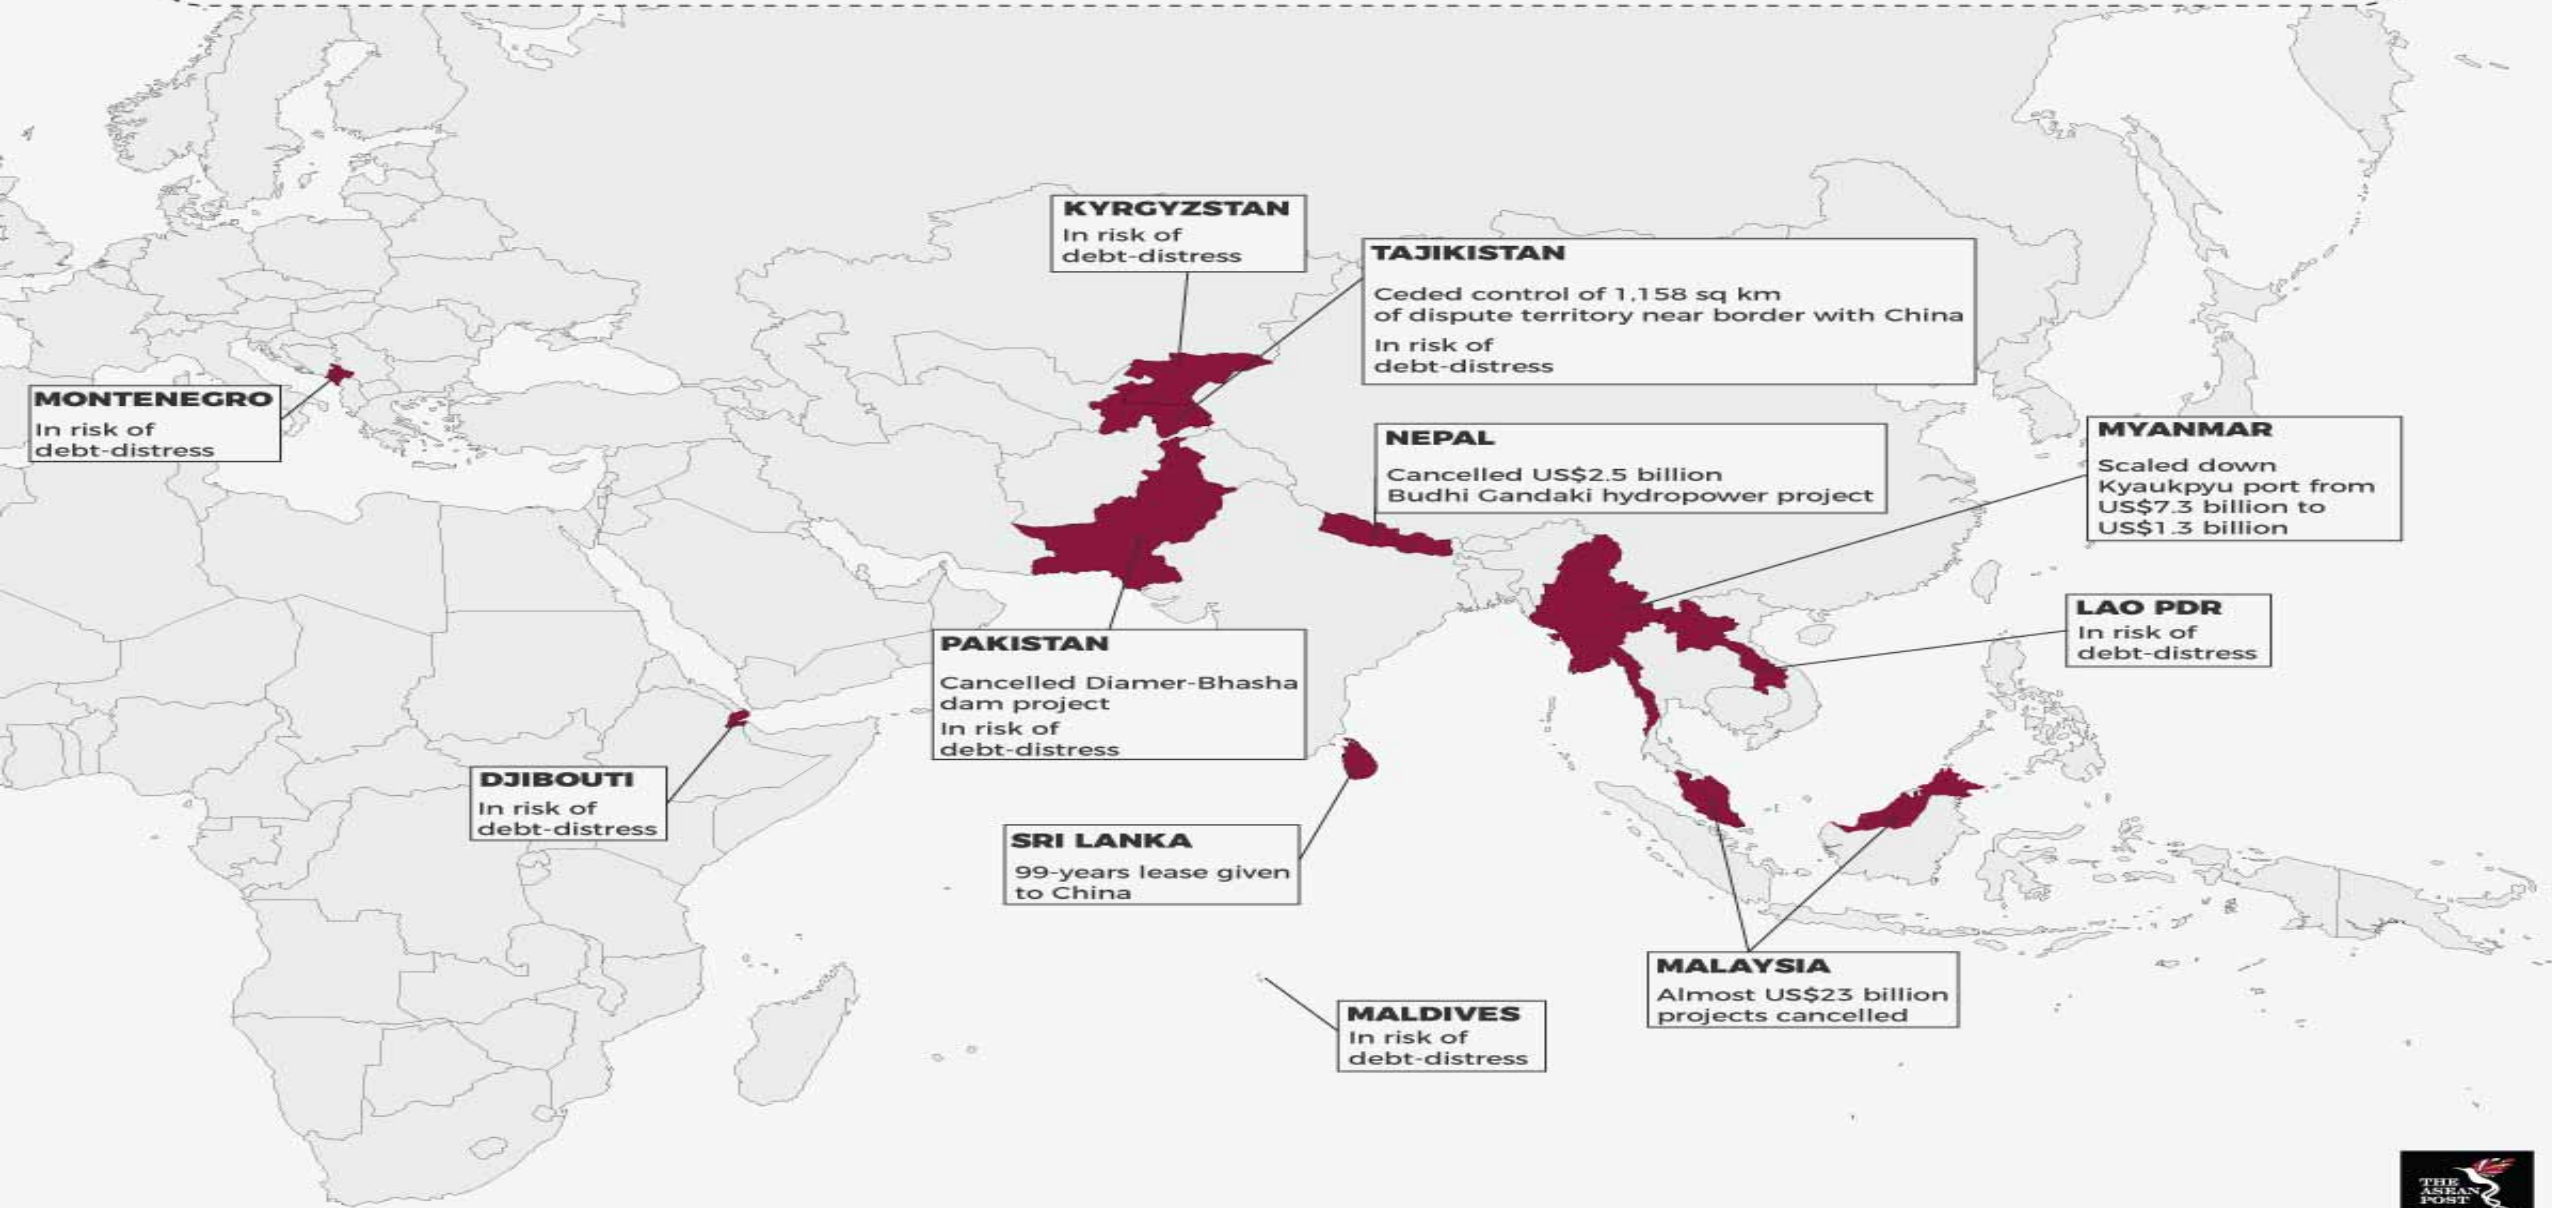 KYRGYZSTAN
In risk of
debt-distress
TAJIKISTAN
Ceded control of 1,158 sq km
of dispute territory near border with China
In risk of
debt-distress
MONTENEGRO
In risk of
debt-distress
NEPAL
Cancelled US$2.5 billion
Budhi Gandaki hydropower project
MYANMAR
Scaled down
Kyaukpyu port from
US$7.3 billion to
US$1.3 billion
LAO PDR
In risk of
debt-distress
PAKISTAN
Cancelled Diamer-Bhasha
dam project
In risk of
debt-distress
DJIBOUTI
In risk of
debt-distress
SRI LANKA
99-years lease given
to China
MALAYSIA
Almost US$23 billion
projects cancelled
MALDIVES
In risk of
debt-distress
THE
ASEAN
POST